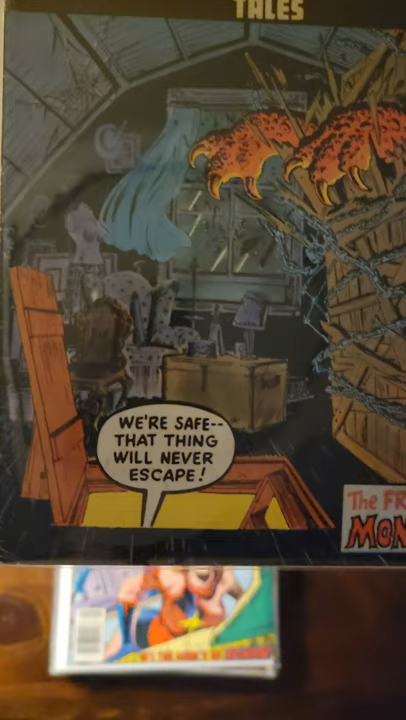 TALES
WE'RE SAFE--
THAT THING
WILL NEVER
ESCAPE!
The FR
MON